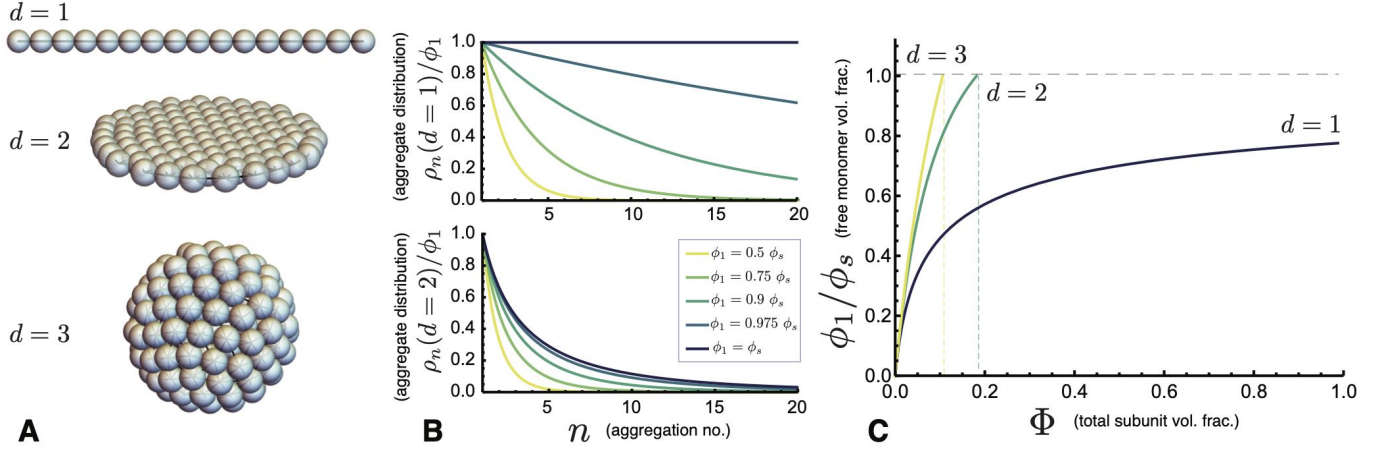 d = 1
d = 2
d = 3
A
(aggregate distribution)
ρₙ(d = 1)/ϕ₁
1.0
0.8
0.6
0.4
0.2
0.0
5
10
15
20
(aggregate distribution)
ρₙ(d = 2)/ϕ₁
1.0
0.8
0.6
0.4
0.2
0.0
5
10
15
20
ϕ₁ = 0.5 ϕₛ
ϕ₁ = 0.75 ϕₛ
ϕ₁ = 0.9 ϕₛ
ϕ₁ = 0.975 ϕₛ
ϕ₁ = ϕₛ
B
n (aggregation no.)
ϕ₁/ϕₛ (free monomer vol. frac.)
d = 3
d = 2
d = 1
1.0
0.8
0.6
0.4
0.2
0.0
0.0
0.2
0.4
0.6
0.8
1.0
C
Φ (total subunit vol. frac.)